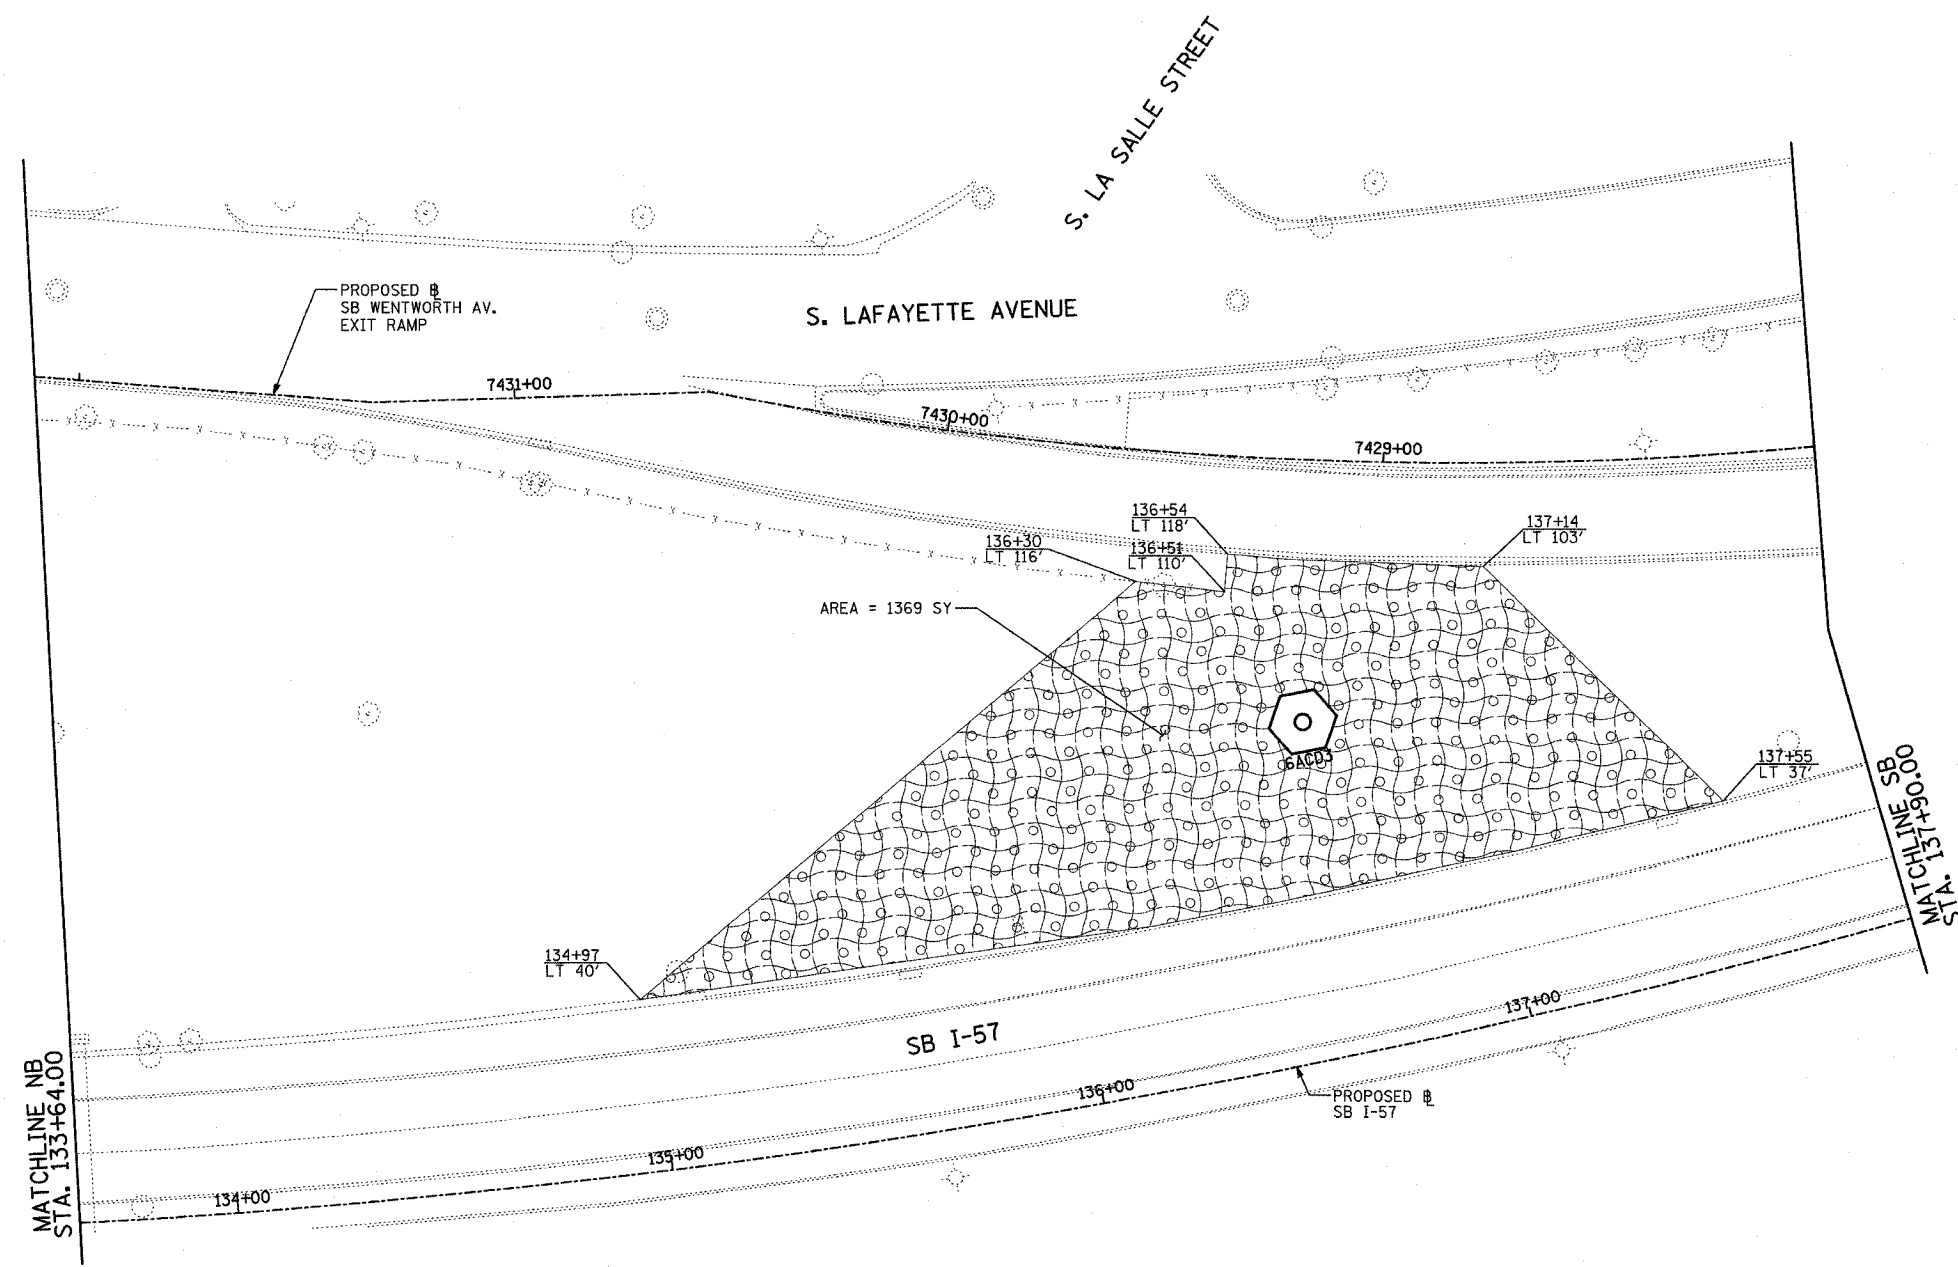 S. LA SALLE STREET
PROPOSED ℄
SB WENTWORTH AV.
EXIT RAMP
S. LAFAYETTE AVENUE
7431+00
7430+00
7429+00
136+54
LT 118'
137+14
LT 103'
136+30
LT 116'
136+51
LT 110'
AREA = 1369 SY
6ACD3
137+55
LT 37'
MATCHLINE SB
STA. 137+90.00
134+97
LT 40'
SB I-57
137+00
136+00
PROPOSED ℄
SB I-57
135+00
134+00
MATCHLINE NB
STA. 133+64.00